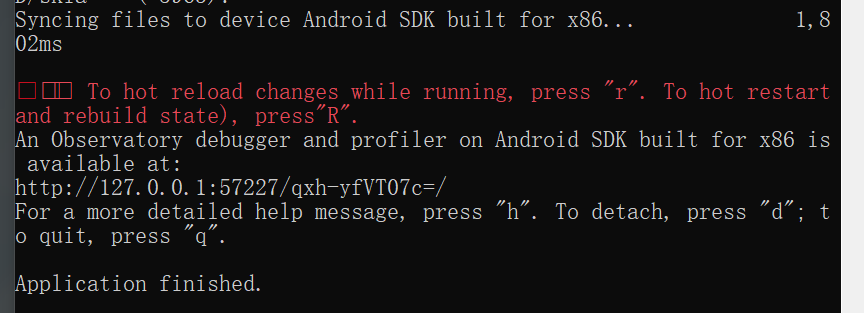 Syncing files to device Android SDK built for x86... 1,8
02ms
To hot reload changes while running, press "r". To hot restart
and rebuild state), press"R".
An Observatory debugger and profiler on Android SDK built for x86 is
available at:
http://127.0.0.1:57227/qxh-yfVT07c=/
For a more detailed help message, press "h". To detach, press "d"; t
o quit, press "q".
Application finished.